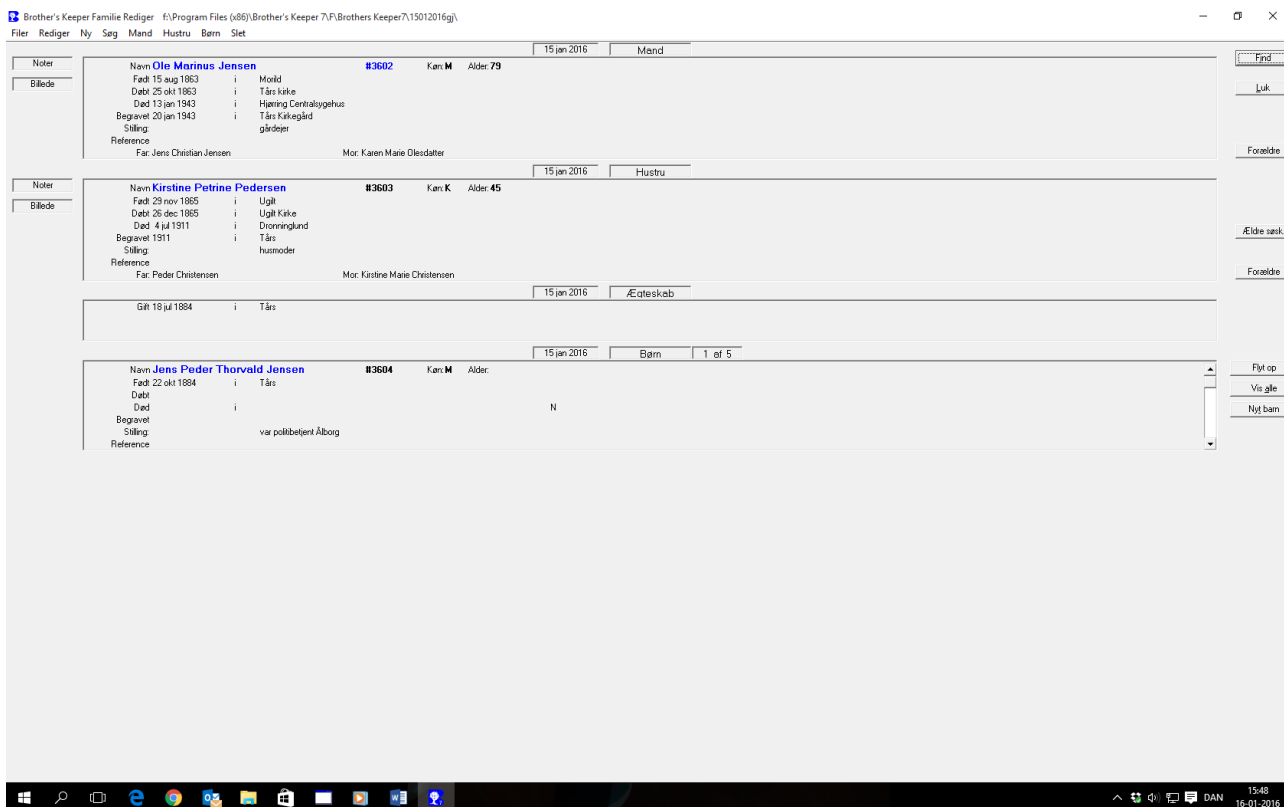 Brother's Keeper Familie Rediger f:\Program Files (x86)\Brother's Keeper 7\F\Brothers Keeper7\15012016gj\
Filer Rediger Ny Søg Mand Hustru Børn Slet
15 jan 2016 Mand
Noter
Billede
Navn Ole Marinus Jensen #3602 Køn: M Alder: 79
Født 15 aug 1863 i Morild
Døbt 25 okt 1863 i Tårs kirke
Død 13 jan 1943 i Hjørring Centralsygehus
Begravet 20 jan 1943 i Tårs Kirkegård
Stilling: gårdejer
Reference
Far: Jens Christian Jensen Mor: Karen Marie Olesdatter
Find
Luk
Forældre
15 jan 2016 Hustru
Noter
Billede
Navn Kirstine Petrine Pedersen #3603 Køn: K Alder: 45
Født 29 nov 1865 i Ugilt
Døbt 26 dec 1865 i Ugilt Kirke
Død 4 jul 1911 i Dronninglund
Begravet 1911 i Tårs
Stilling: husmoder
Reference
Far: Peder Christensen Mor: Kirstine Marie Christensen
Ældre søsk.
Forældre
15 jan 2016 Ægteskab
Gift 18 jul 1884 i Tårs
15 jan 2016 Børn 1 af 5
Navn Jens Peder Thorvald Jensen #3604 Køn: M Alder:
Født 22 okt 1884 i Tårs
Døbt
Død i N
Begravet
Stilling: var politibetjent Ålborg
Reference
Flyt op
Vis alle
Nyt barn
DAN
15:48
16-01-2016